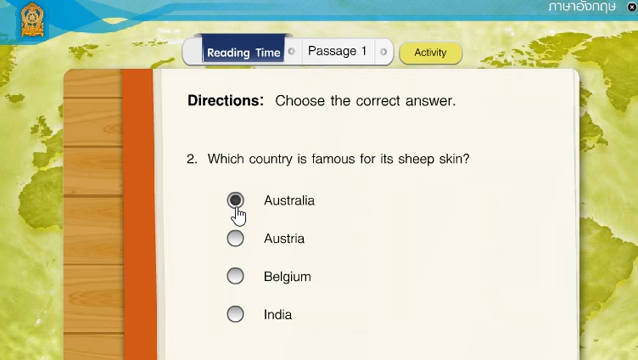 ภาษาอังกฤษ
Reading Time
Passage 1
Activity
Directions: Choose the correct answer.
2. Which country is famous for its sheep skin?
Australia
Austria
Belgium
India